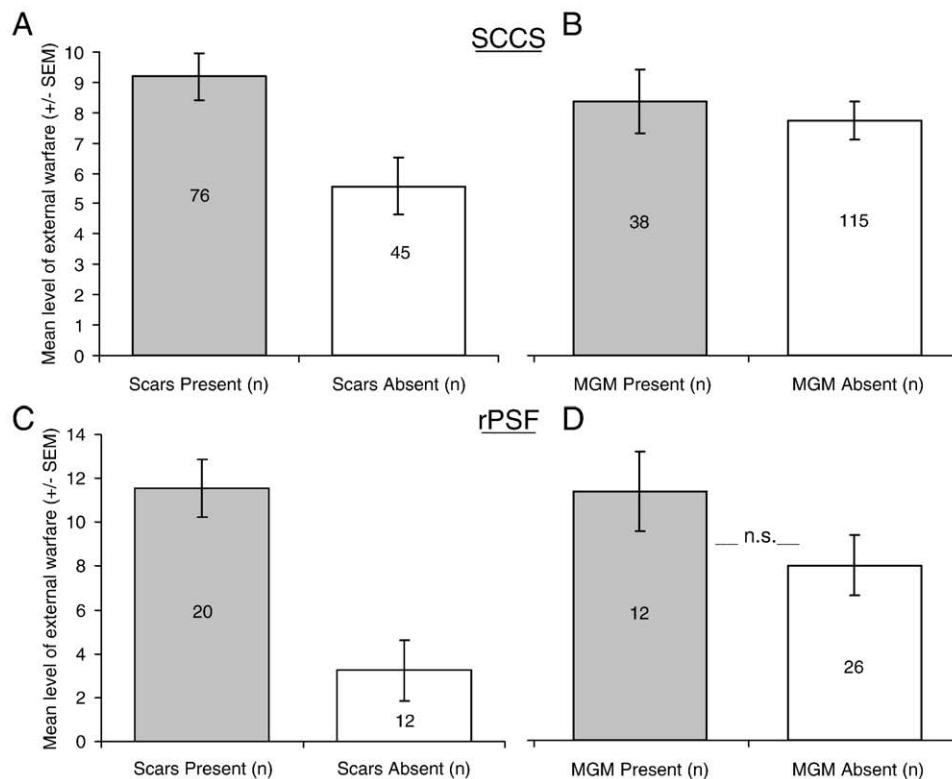 A
SCCS
B
Mean level of external warfare (+/- SEM)
10
9
8
7
6
5
4
3
2
1
0
76
45
38
115
Scars Present (n)
Scars Absent (n)
MGM Present (n)
MGM Absent (n)
C
rPSF
D
Mean level of external warfare (+/- SEM)
14
12
10
8
6
4
2
0
20
12
12
n.s.
26
Scars Present (n)
Scars Absent (n)
MGM Present (n)
MGM Absent (n)